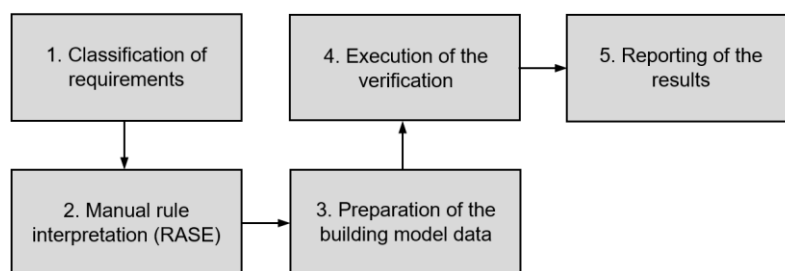 1. Classification of
requirements
2. Manual rule
interpretation (RASE)
3. Preparation of the
building model data
4. Execution of the
verification
5. Reporting of the
results